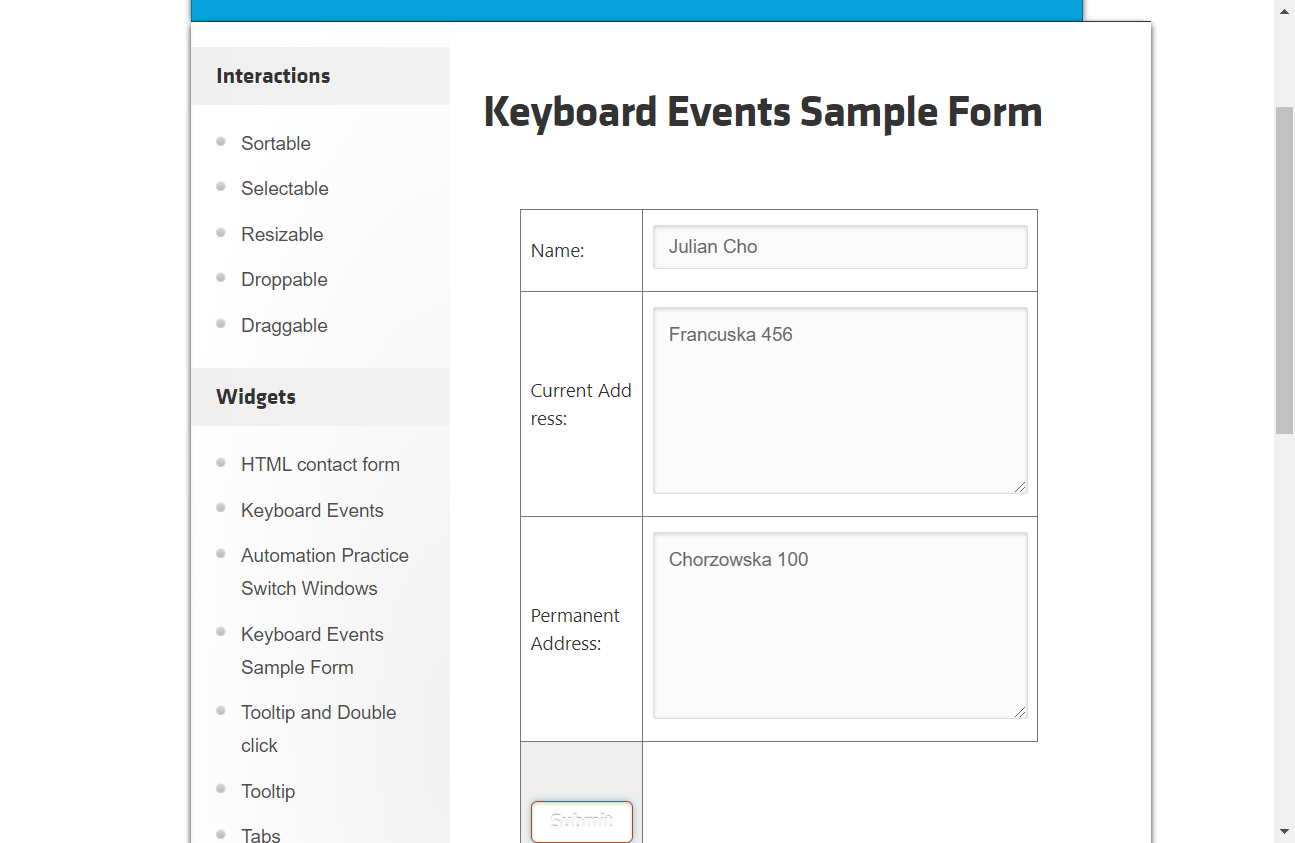 Interactions
Sortable
Selectable
Resizable
Droppable
Draggable
Widgets
HTML contact form
Keyboard Events
Automation Practice
Switch Windows
Keyboard Events
Sample Form
Tooltip and Double
click
Tooltip
Tabs
Keyboard Events Sample Form
Name:
Julian Cho
Current Add
ress:
Francuska 456
Permanent
Address:
Chorzowska 100
Submit